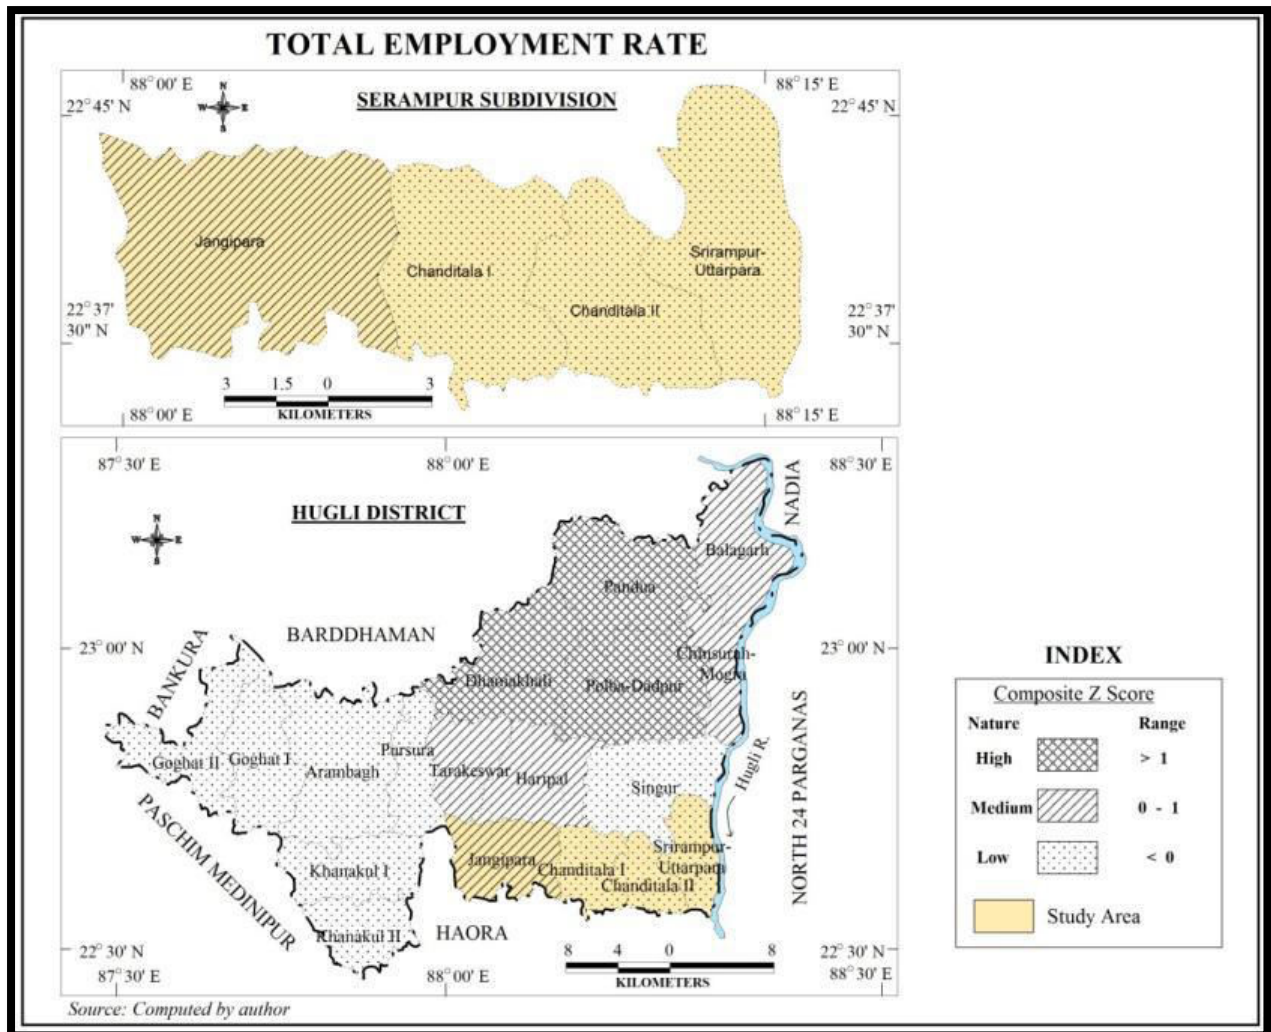 TOTAL EMPLOYMENT RATE
88° 00' E
88° 15' E
N
W
E
S
22° 45' N
SERAMPUR SUBDIVISION
22° 45' N
Jangipara
Chanditala I
Srirampur-
Uttarpara
Chanditala II
22° 37'
30" N
22° 37'
30" N
3 1.5 0 3
KILOMETERS
88° 00' E
88° 15' E
87° 30' E
88° 00' E
88° 30' E
HUGLI DISTRICT
N
W
E
S
NADIA
Balagarh
Pandua
BARDDHAMAN
BANKURA
23° 00' N
23° 00' N
Chinsurah-
Mogra
Dhaniakhali
Polba-Dadpur
Pursura
Goghat II
Goghat I
Arambagh
Tarakeswar
Haripal
Singur
Hugli R.
NORTH 24 PARGANAS
PASCHIM MEDINIPUR
Khanakul I
Jangipara
Chanditala I
Srirampur-
Uttarpara
Chanditala II
Khanakul II
HAORA
22° 30' N
22° 30' N
8 4 0 8
KILOMETERS
87° 30' E
88° 00' E
88° 30' E
Source: Computed by author
INDEX
Composite Z Score
Nature Range
High > 1
Medium 0 - 1
Low < 0
Study Area